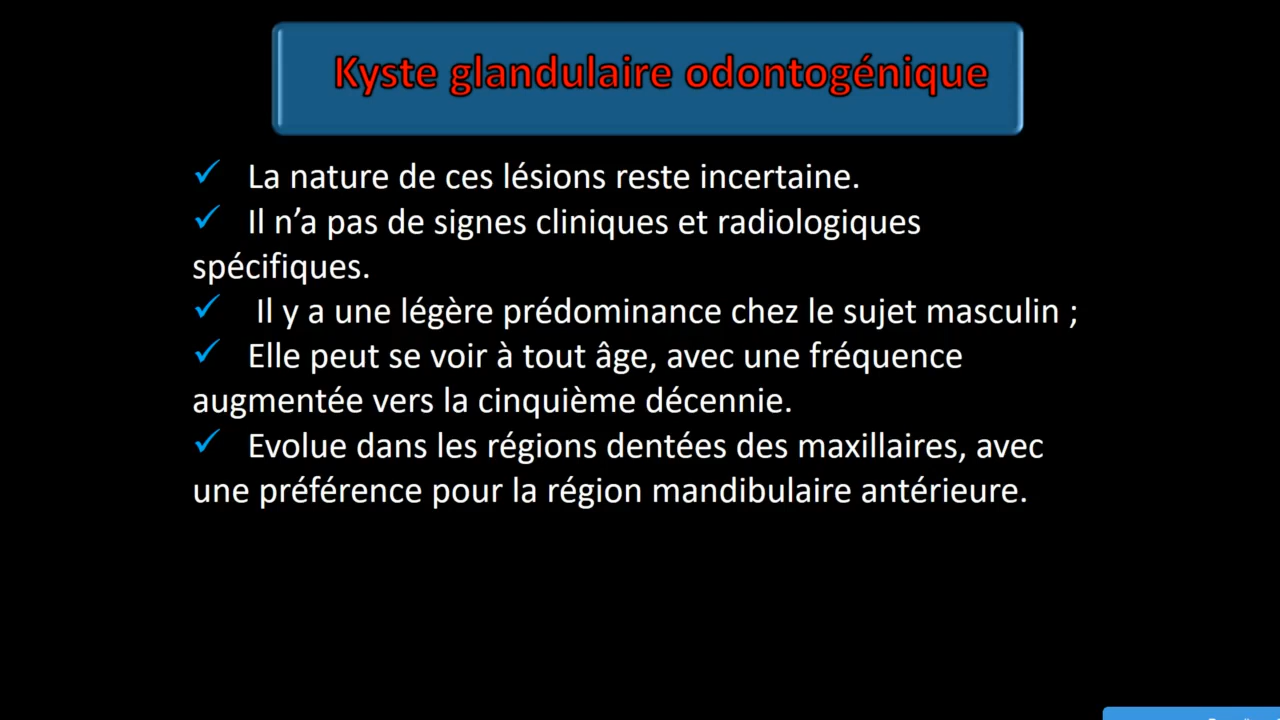 Kyste glandulaire odontogénique
✓ La nature de ces lésions reste incertaine.
✓ Il n’a pas de signes cliniques et radiologiques
spécifiques.
✓ Il y a une légère prédominance chez le sujet masculin ;
✓ Elle peut se voir à tout âge, avec une fréquence
augmentée vers la cinquième décennie.
✓ Evolue dans les régions dentées des maxillaires, avec
une préférence pour la région mandibulaire antérieure.